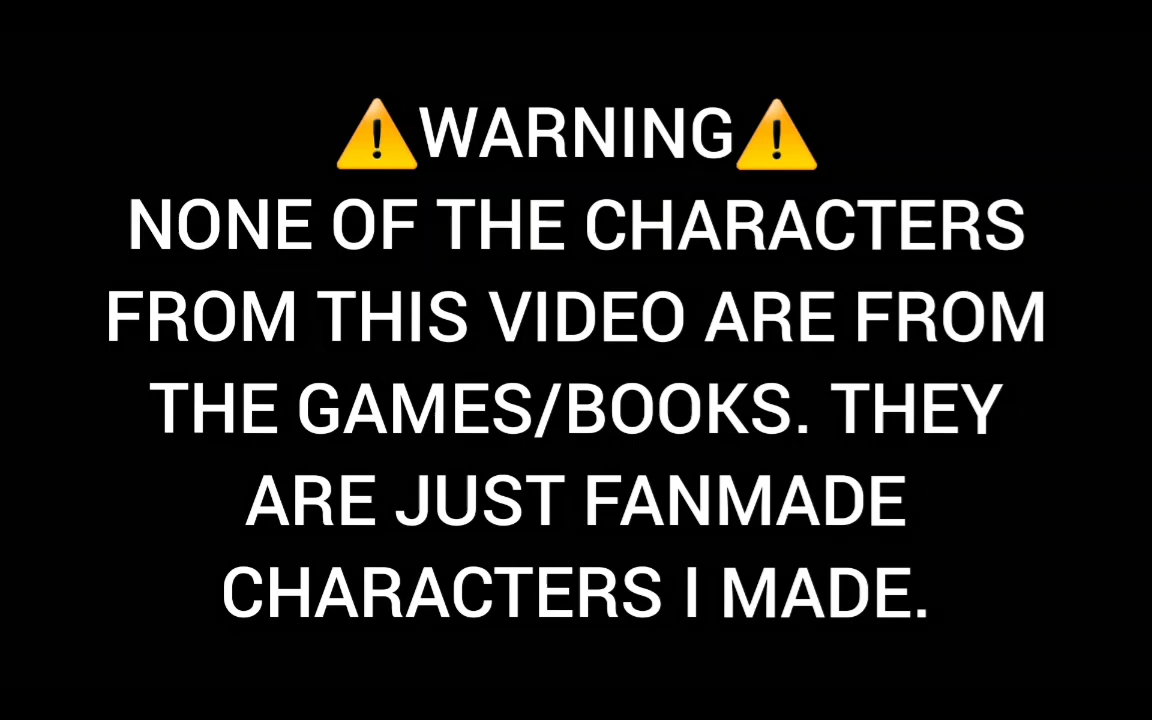 ⚠️WARNING⚠️
NONE OF THE CHARACTERS
FROM THIS VIDEO ARE FROM
THE GAMES/BOOKS. THEY
ARE JUST FANMADE
CHARACTERS I MADE.